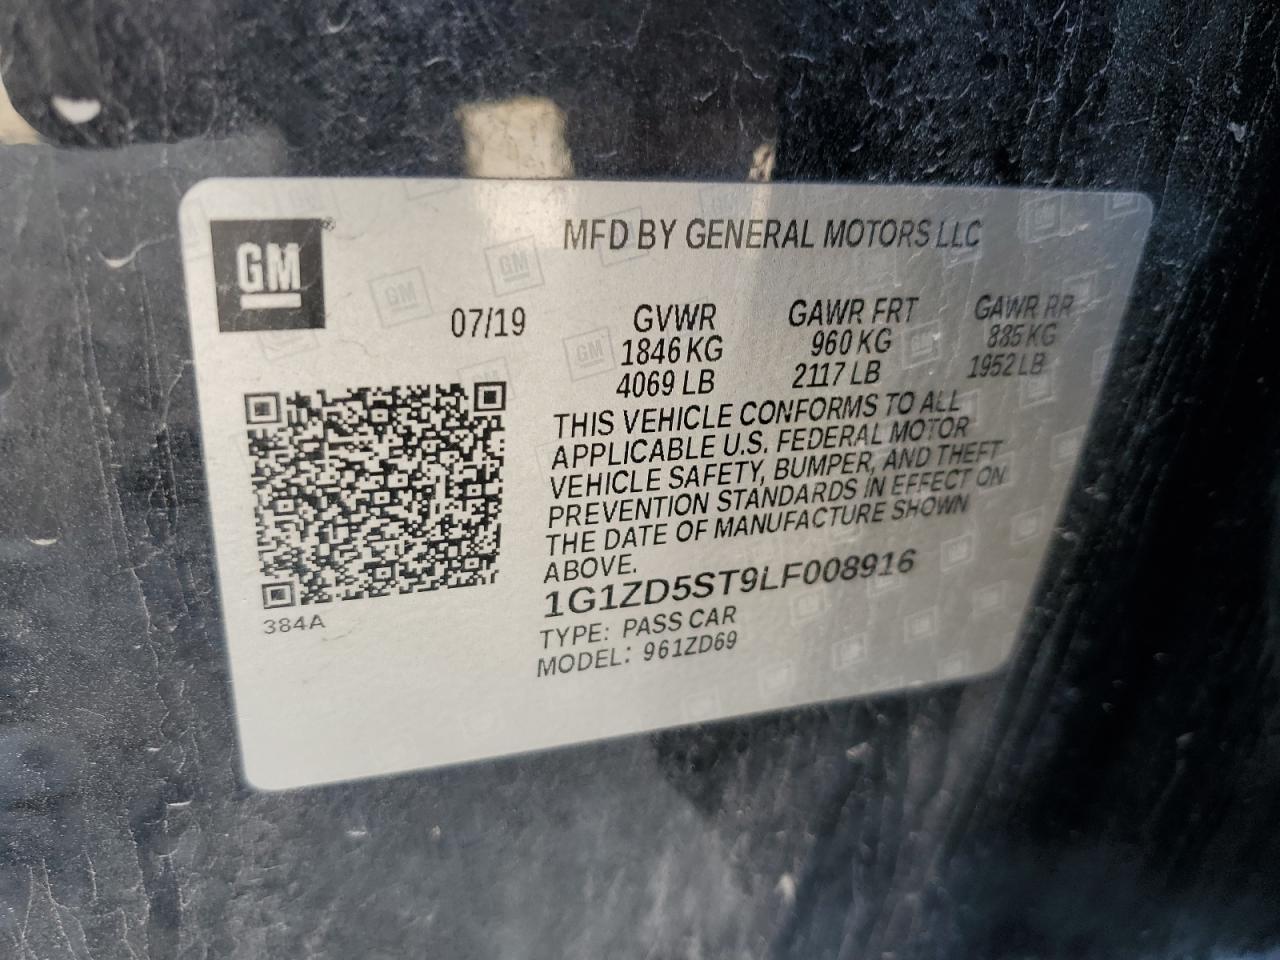 GM
MFD BY GENERAL MOTORS LLC
07/19
GVWR GAWR FRT GAWR RR
1846 KG 960 KG 885 KG
4069 LB 2117 LB 1952 LB
THIS VEHICLE CONFORMS TO ALL
APPLICABLE U.S. FEDERAL MOTOR
VEHICLE SAFETY, BUMPER, AND THEFT
PREVENTION STANDARDS IN EFFECT ON
THE DATE OF MANUFACTURE SHOWN
ABOVE.
1G1ZD5ST9LF008916
TYPE: PASS CAR
MODEL: 961ZD69
384A